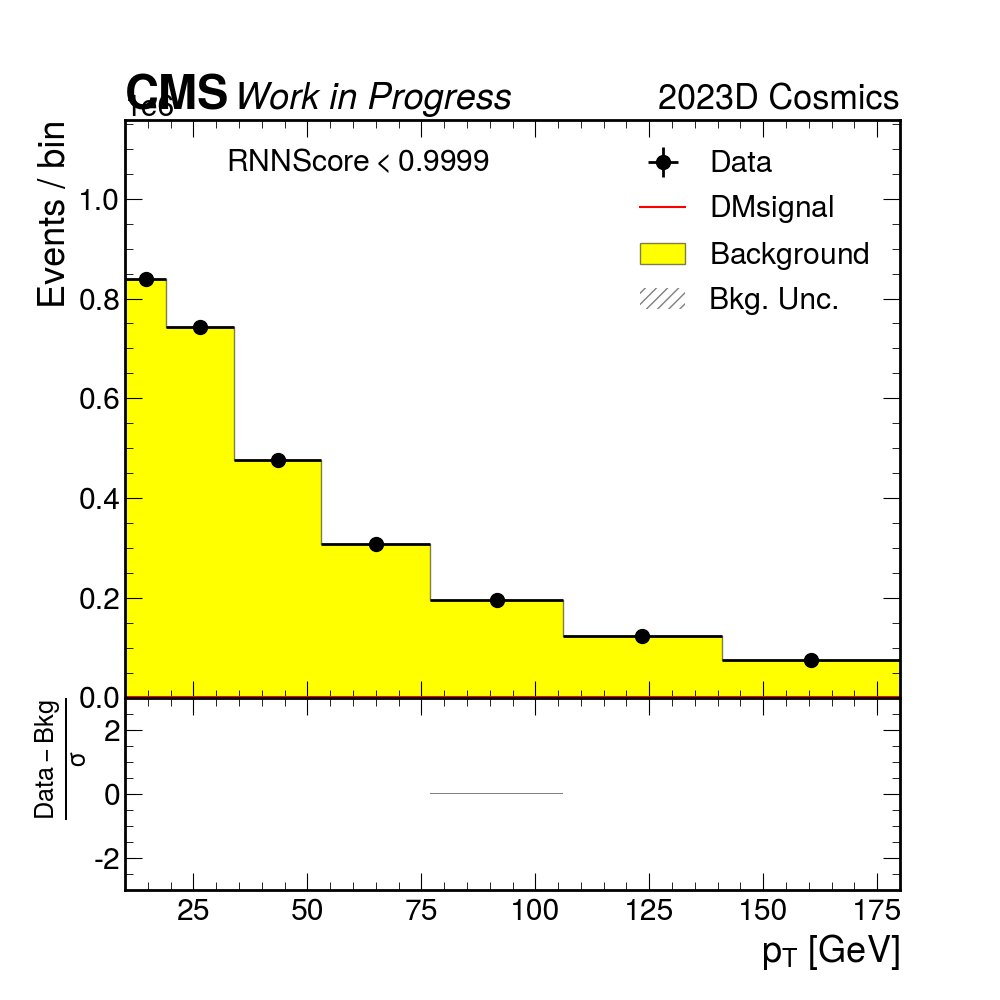 CMS Work in Progress
2023D Cosmics
1e6
Events / bin
RNNScore < 0.9999
Data
DMsignal
Background
Bkg. Unc.
1.0
0.8
0.6
0.4
0.2
0.0
Data – Bkg
σ
2
0
-2
25 50 75 100 125 150 175
pT [GeV]